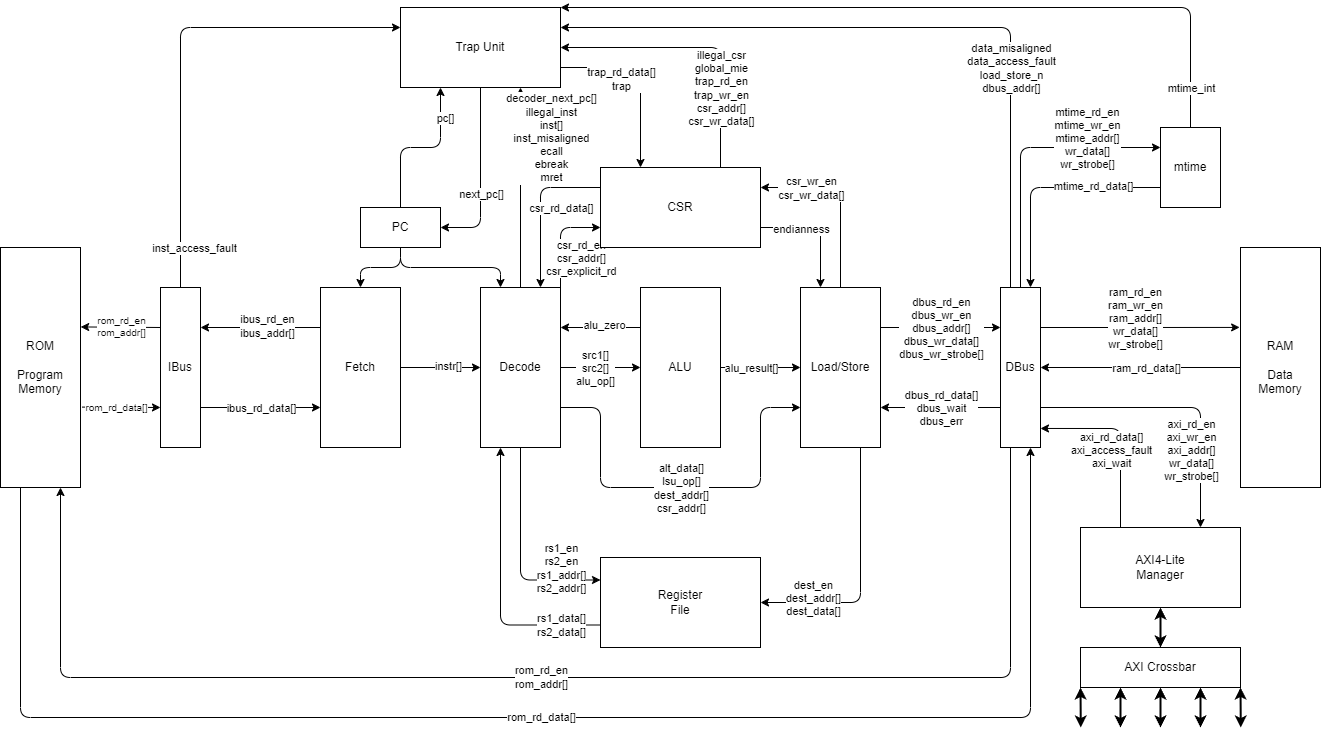 Trap Unit
trap_rd_data[]
trap
illegal_csr
global_mie
trap_rd_en
trap_wr_en
csr_addr[]
csr_wr_data[]
data_misaligned
data_access_fault
load_store_n
dbus_addr[]
mtime_int
pc[]
decoder_next_pc[]
illegal_inst
inst[]
inst_misaligned
ecall
ebreak
mret
mtime_rd_en
mtime_wr_en
mtime_addr[]
wr_data[]
wr_strobe[]
mtime
mtime_rd_data[]
next_pc[]
csr_rd_data[]
CSR
csr_wr_en
csr_wr_data[]
PC
endianness
inst_access_fault
csr_rd_en
csr_addr[]
csr_explicit_rd
ROM
Program
Memory
rom_rd_en
rom_addr[]
rom_rd_data[]
IBus
ibus_rd_en
ibus_addr[]
ibus_rd_data[]
Fetch
instr[]
Decode
alu_zero
src1[]
src2[]
alu_op[]
ALU
alu_result[]
Load/Store
dbus_rd_en
dbus_wr_en
dbus_addr[]
dbus_wr_data[]
dbus_wr_strobe[]
dbus_rd_data[]
dbus_wait
dbus_err
DBus
ram_rd_en
ram_wr_en
ram_addr[]
wr_data[]
wr_strobe[]
ram_rd_data[]
RAM
Data
Memory
axi_rd_data[]
axi_access_fault
axi_wait
axi_rd_en
axi_wr_en
axi_addr[]
wr_data[]
wr_strobe[]
alt_data[]
lsu_op[]
dest_addr[]
csr_addr[]
rs1_en
rs2_en
rs1_addr[]
rs2_addr[]
rs1_data[]
rs2_data[]
Register
File
dest_en
dest_addr[]
dest_data[]
AXI4-Lite
Manager
AXI Crossbar
rom_rd_en
rom_addr[]
rom_rd_data[]